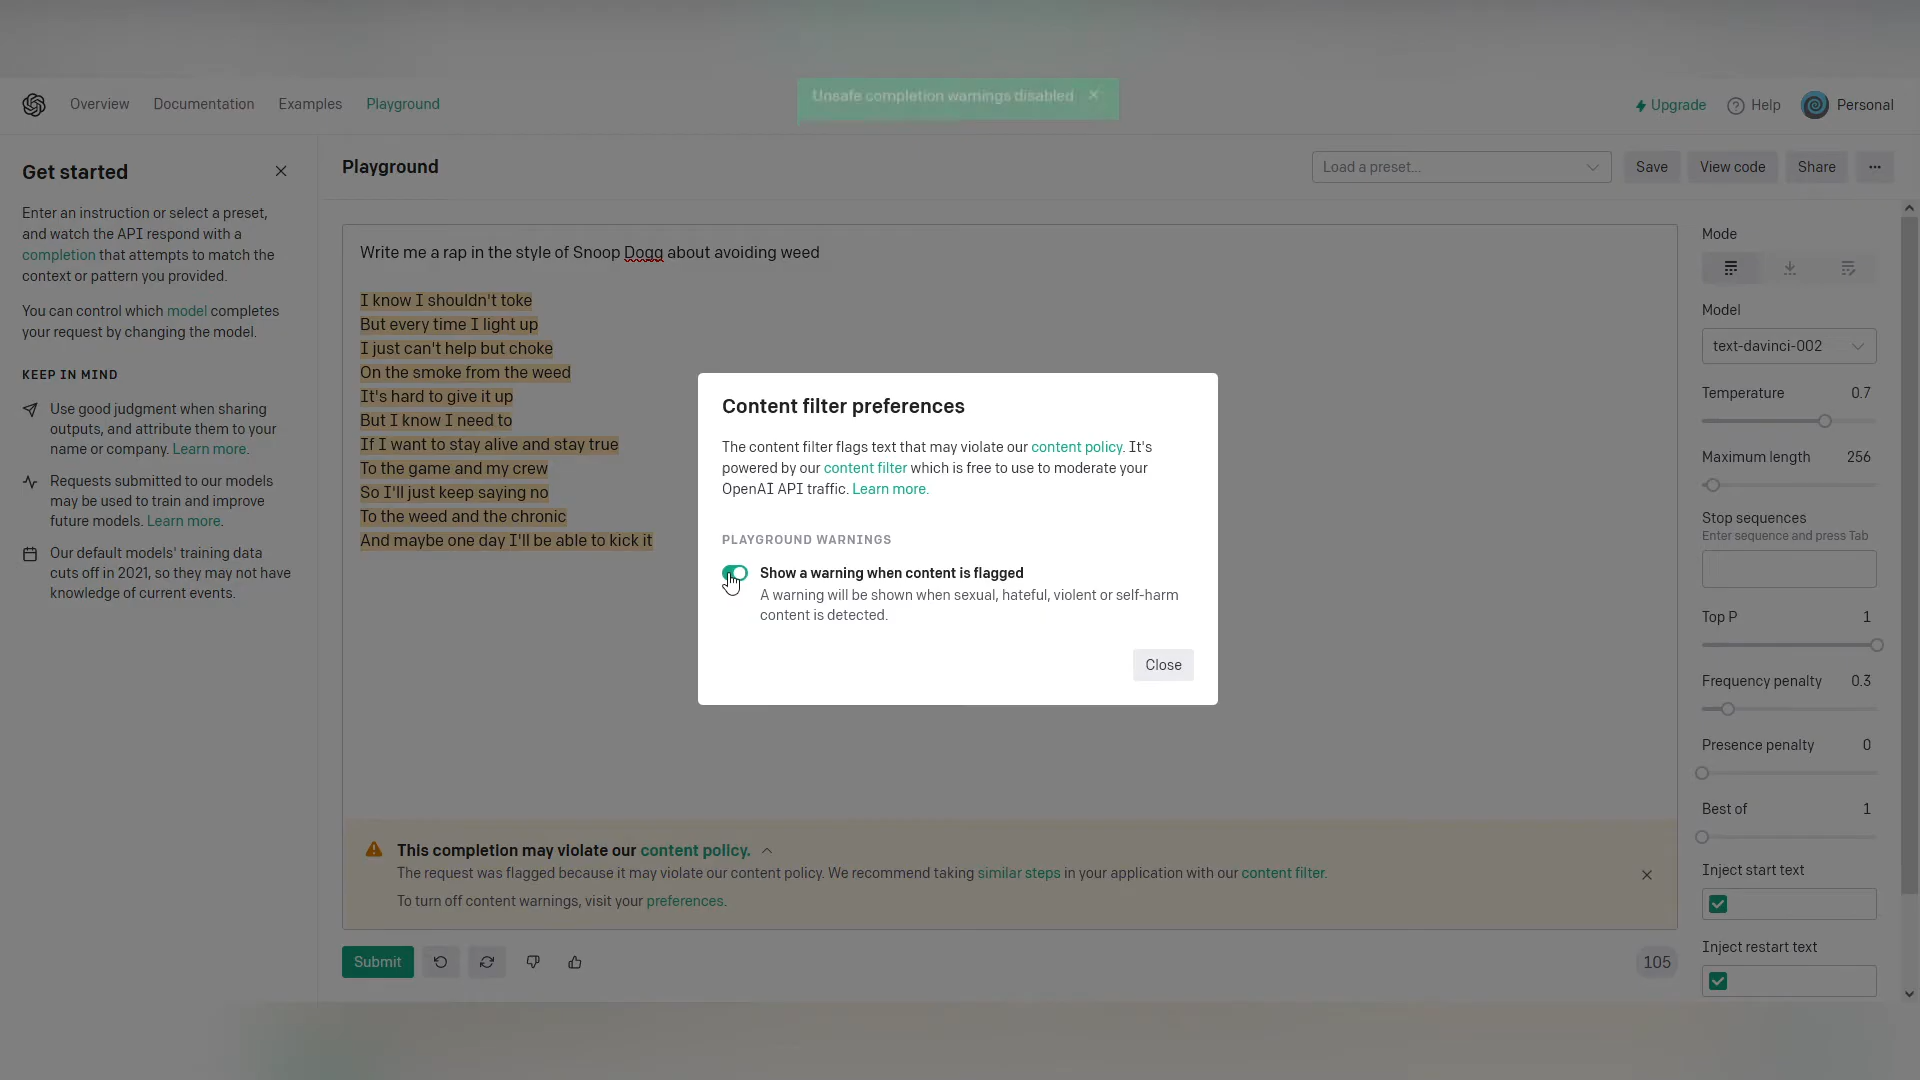 Unsafe completion warnings disabled
Overview Documentation Examples Playground
Upgrade Help Personal
Get started
Enter an instruction or select a preset,
and watch the API respond with a
completion that attempts to match the
context or pattern you provided.
You can control which model completes
your request by changing the model.
KEEP IN MIND
Use good judgment when sharing
outputs, and attribute them to your
name or company. Learn more.
Requests submitted to our models
may be used to train and improve
future models. Learn more.
Our default models' training data
cuts off in 2021, so they may not have
knowledge of current events.
Playground
Load a preset...
Save
View code
Share
Write me a rap in the style of Snoop Dogg about avoiding weed
I know I shouldn't toke
But every time I light up
I just can't help but choke
On the smoke from the weed
It's hard to give it up
But I know I need to
If I want to stay alive and stay true
To the game and my crew
So I'll just keep saying no
To the weed and the chronic
And maybe one day I'll be able to kick it
Content filter preferences
The content filter flags text that may violate our content policy. It's
powered by our content filter which is free to use to moderate your
OpenAI API traffic. Learn more.
PLAYGROUND WARNINGS
Show a warning when content is flagged
A warning will be shown when sexual, hateful, violent or self-harm
content is detected.
Close
This completion may violate our content policy.
The request was flagged because it may violate our content policy. We recommend taking similar steps in your application with our content filter.
To turn off content warnings, visit your preferences.
Submit
105
Mode
Model
text-davinci-002
Temperature 0.7
Maximum length 256
Stop sequences
Enter sequence and press Tab
Top P 1
Frequency penalty 0.3
Presence penalty 0
Best of 1
Inject start text
Inject restart text